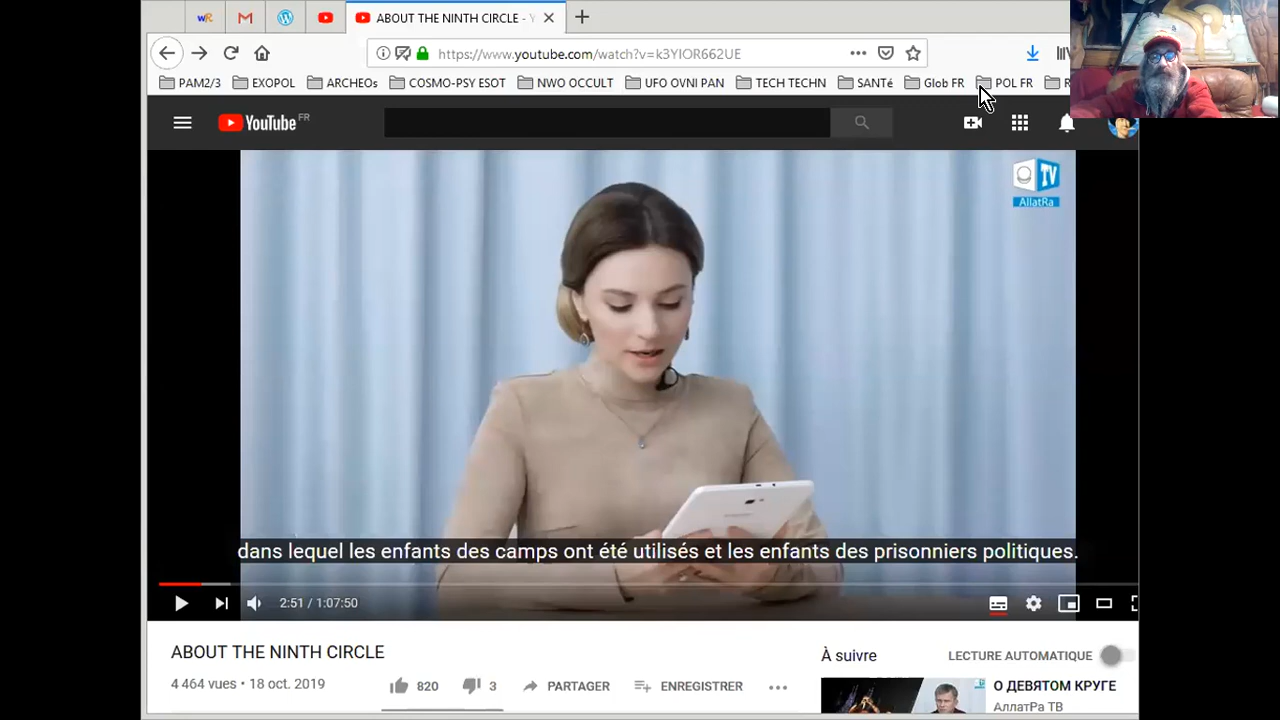 wR
ABOUT THE NINTH CIRCLE - Y
https://www.youtube.com/watch?v=k3YIOR662UE
PAM2/3 EXOPOL ARCHEOs COSMO-PSY ESOT NWO OCCULT UFO OVNI PAN TECH TECHN SANTé Glob FR POL FR R
YouTube FR
TV
AllatRa
dans lequel les enfants des camps ont été utilisés et les enfants des prisonniers politiques.
2:51 / 1:07:50
ABOUT THE NINTH CIRCLE
4 464 vues • 18 oct. 2019
820 3 PARTAGER ENREGISTRER
À suivre
LECTURE AUTOMATIQUE
О ДЕВЯТОМ КРУГЕ
АллатРа ТВ